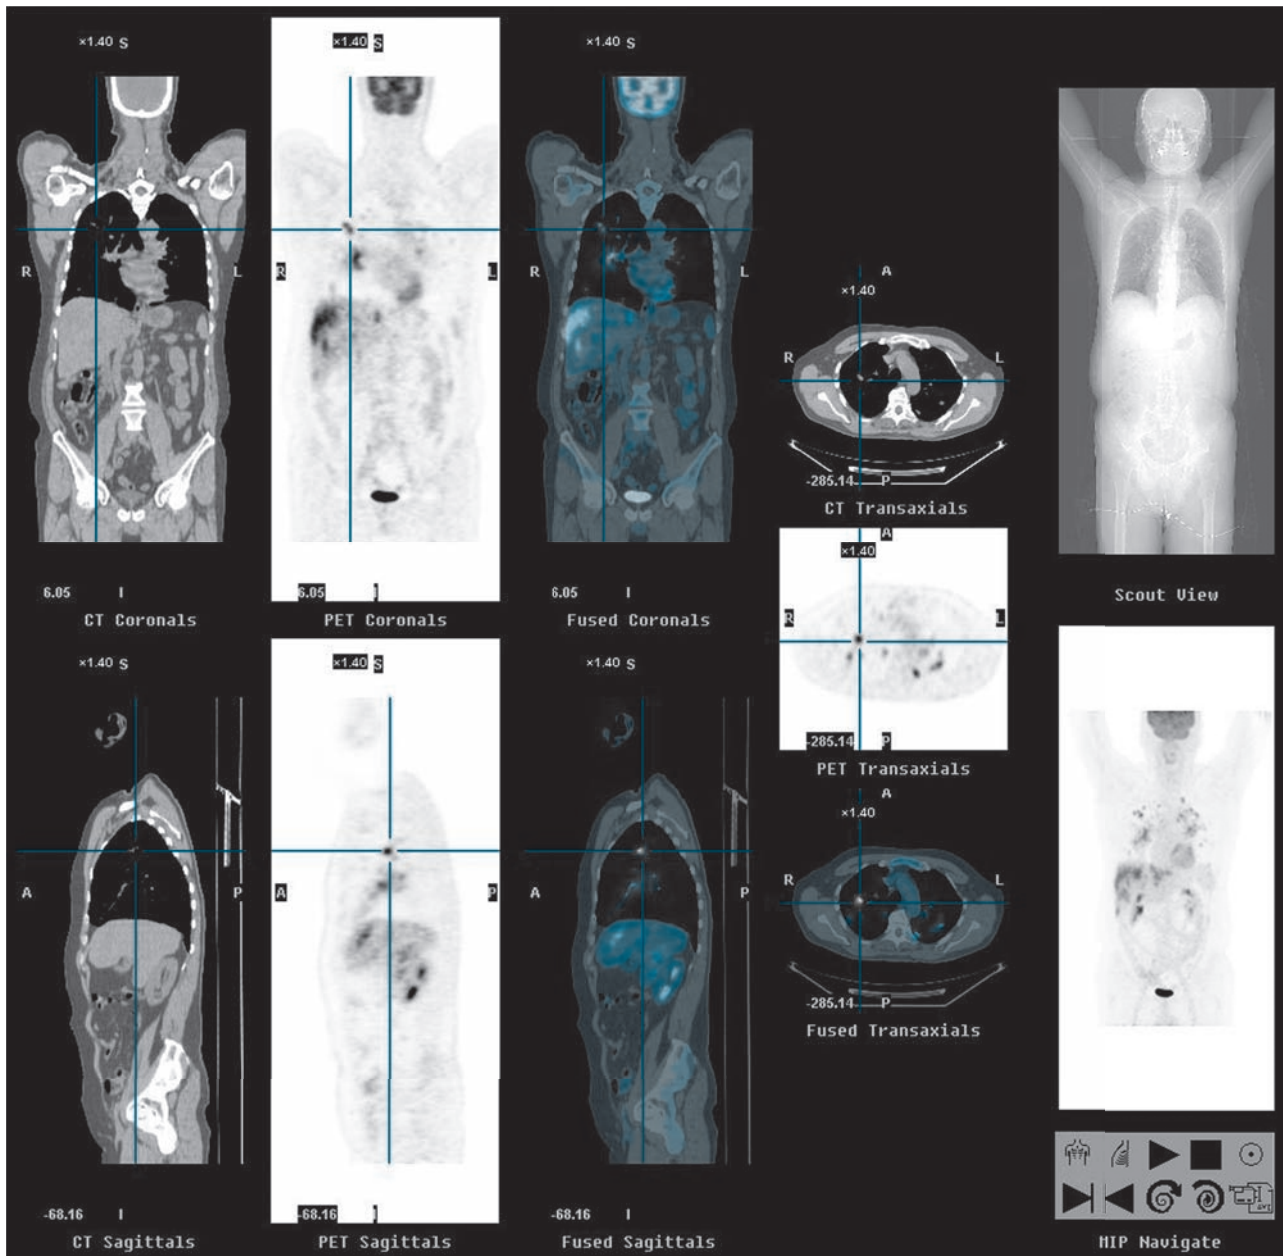 ×1.40 S
R
L
6.05 I
CT Coronals
×1.40 S
R
L
6.05 I
PET Coronals
×1.40 S
6.05 I
Fused Coronals
A
×1.40
R
L
-285.14 P
CT Transaxials
A
×1.40
R
L
-285.14 P
PET Transaxials
A
×1.40
R
L
-285.14 P
Fused Transaxials
Scout View
×1.40 S
A
P
-68.16 I
CT Sagittals
×1.40 S
A
P
-68.16 I
PET Sagittals
×1.40 S
A
P
-68.16 I
Fused Sagittals
MIP Navigate